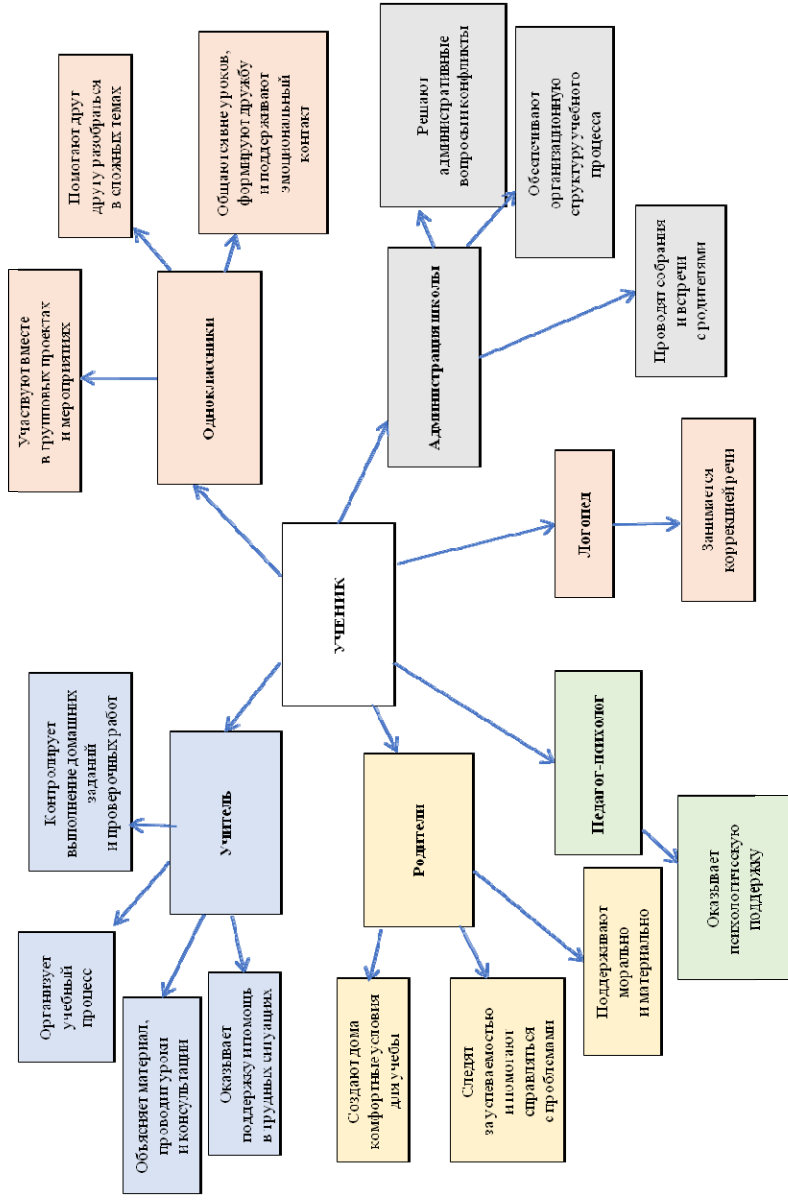 Организует
учебный
процесс
Контролирует
выполнение домашних
заданий
и проверочных работ
Объясняет материал,
проводит уроки
и консультации
Оказывает
поддержку и помощь
в трудных ситуациях
Учитель
Участвуют вместе
в групповых проектах
и мероприятиях
Помогают друг
другу разобраться
в сложных темах
Общаются вне уроков,
формируют дружбу
и поддерживают
эмоциональный
контакт
Одноклассники
УЧЕНИК
Создают дома
комфортные условия
для учебы
Следят
за успеваемостью
и помогают
справляться
с проблемами
Поддерживают
морально
и материально
Родители
Педагог-психолог
Оказывает
психологическую
поддержку
Логопед
Занимается
коррекцией речи
Администрация школы
Решают
административные
вопросы и конфликты
Обеспечивают
организационную
структуру учебного
процесса
Проводят собрания
и встречи
с родителями